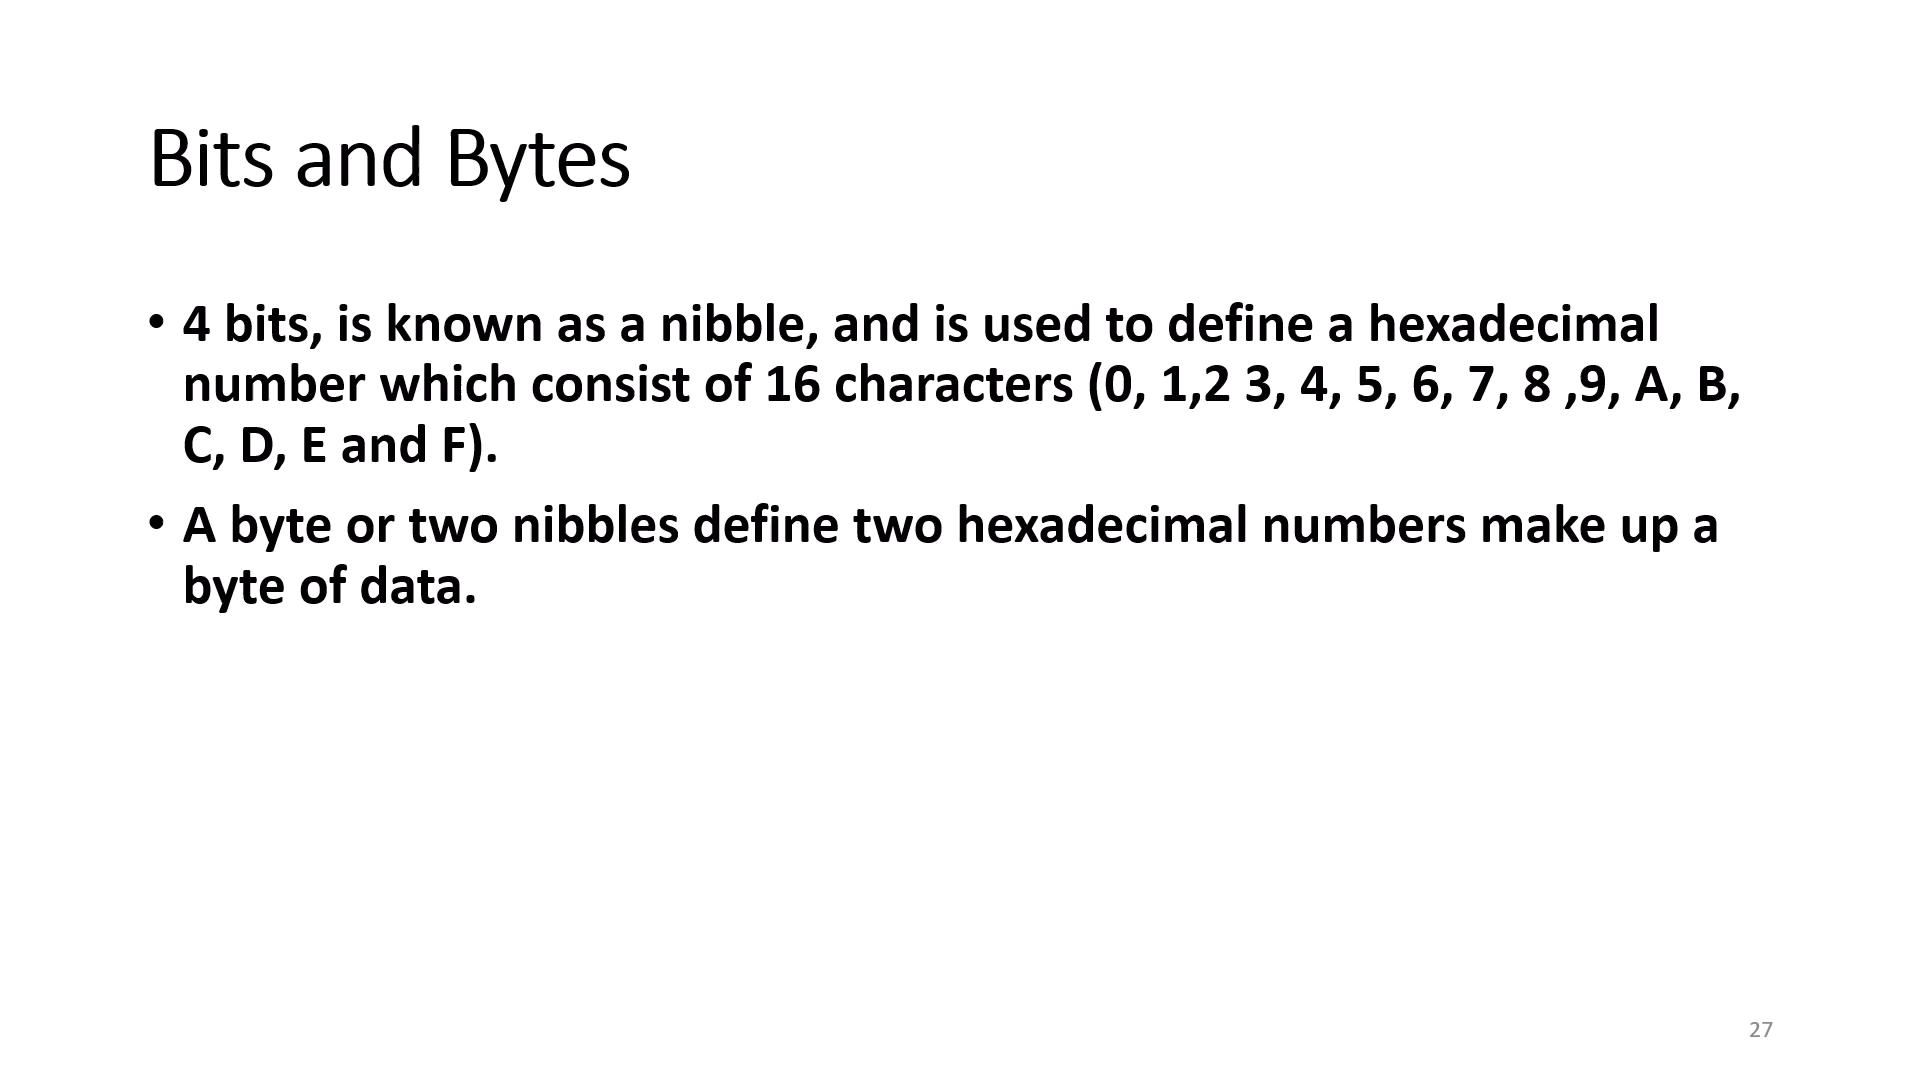 Bits and Bytes
• 4 bits, is known as a nibble, and is used to define a hexadecimal
number which consist of 16 characters (0, 1,2 3, 4, 5, 6, 7, 8 ,9, A, B,
C, D, E and F).
• A byte or two nibbles define two hexadecimal numbers make up a
byte of data.
27